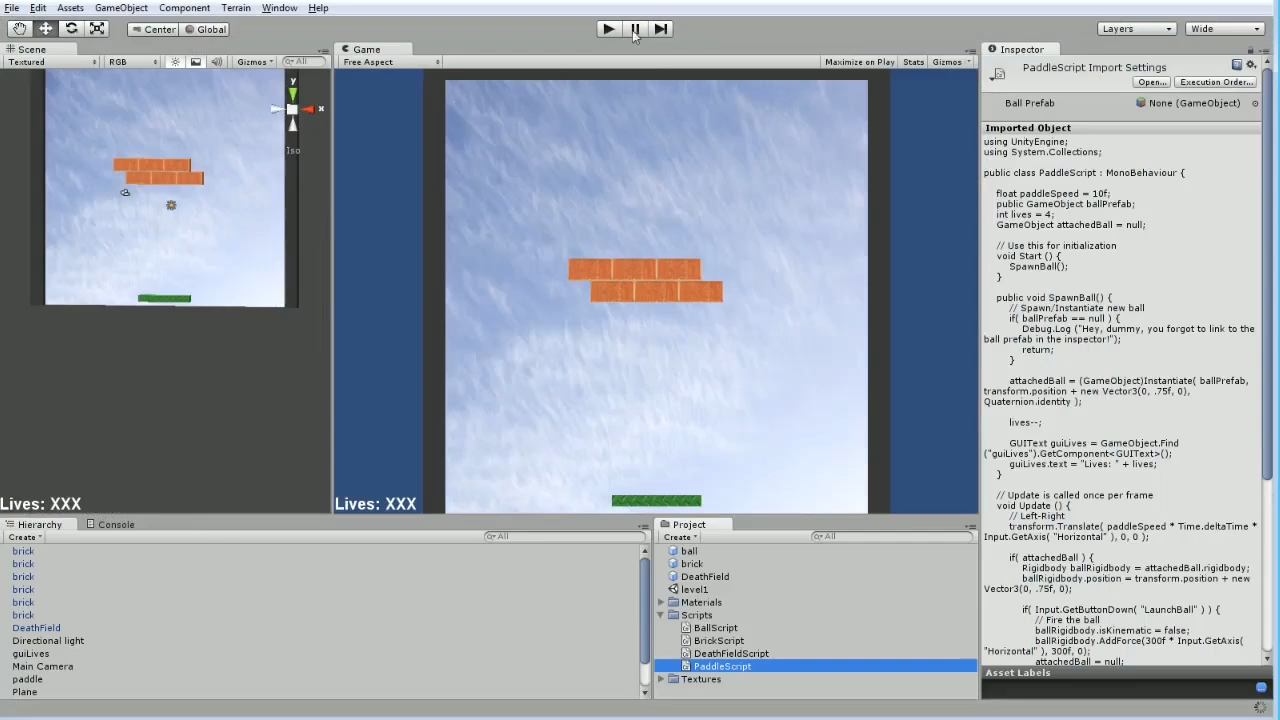 File Edit Assets GameObject Component Terrain Window Help
Center Global Layers Wide
Scene
Textured RGB Gizmos All
y
x
Iso
Lives: XXX
Game
Free Aspect Maximize on Play Stats Gizmos
Lives: XXX
Inspector
PaddleScript Import Settings
Open... Execution Order...
Ball Prefab None (GameObject)
Imported Object
using UnityEngine;
using System.Collections;
public class PaddleScript : MonoBehaviour {
float paddleSpeed = 10f;
public GameObject ballPrefab;
int lives = 4;
GameObject attachedBall = null;
// Use this for initialization
void Start () {
SpawnBall();
}
public void SpawnBall() {
// Spawn/Instantiate new ball
if( ballPrefab == null ) {
Debug.Log ("Hey, dummy, you forgot to link to the
ball prefab in the inspector!");
return;
}
attachedBall = (GameObject)Instantiate( ballPrefab,
transform.position + new Vector3(0, .75f, 0),
Quaternion.identity );
lives--;
GUIText guiLives = GameObject.Find
("guiLives").GetComponent<GUIText>();
guiLives.text = "Lives: " + lives;
}
// Update is called once per frame
void Update () {
// Left-Right
transform.Translate( paddleSpeed * Time.deltaTime *
Input.GetAxis( "Horizontal" ), 0, 0 );
if( attachedBall ) {
Rigidbody ballRigidbody = attachedBall.rigidbody;
ballRigidbody.position = transform.position + new
Vector3(0, .75f, 0);
if( Input.GetButtonDown( "LaunchBall" ) ) {
// Fire the ball
ballRigidbody.isKinematic = false;
ballRigidbody.AddForce(300f * Input.GetAxis(
"Horizontal" ), 300f, 0);
attachedBall = null;
Asset Labels
Hierarchy Console
Create All
brick
brick
brick
brick
brick
brick
DeathField
Directional light
guiLives
Main Camera
paddle
Plane
Project
Create All
ball
brick
DeathField
level1
Materials
Scripts
BallScript
BrickScript
DeathFieldScript
PaddleScript
Textures